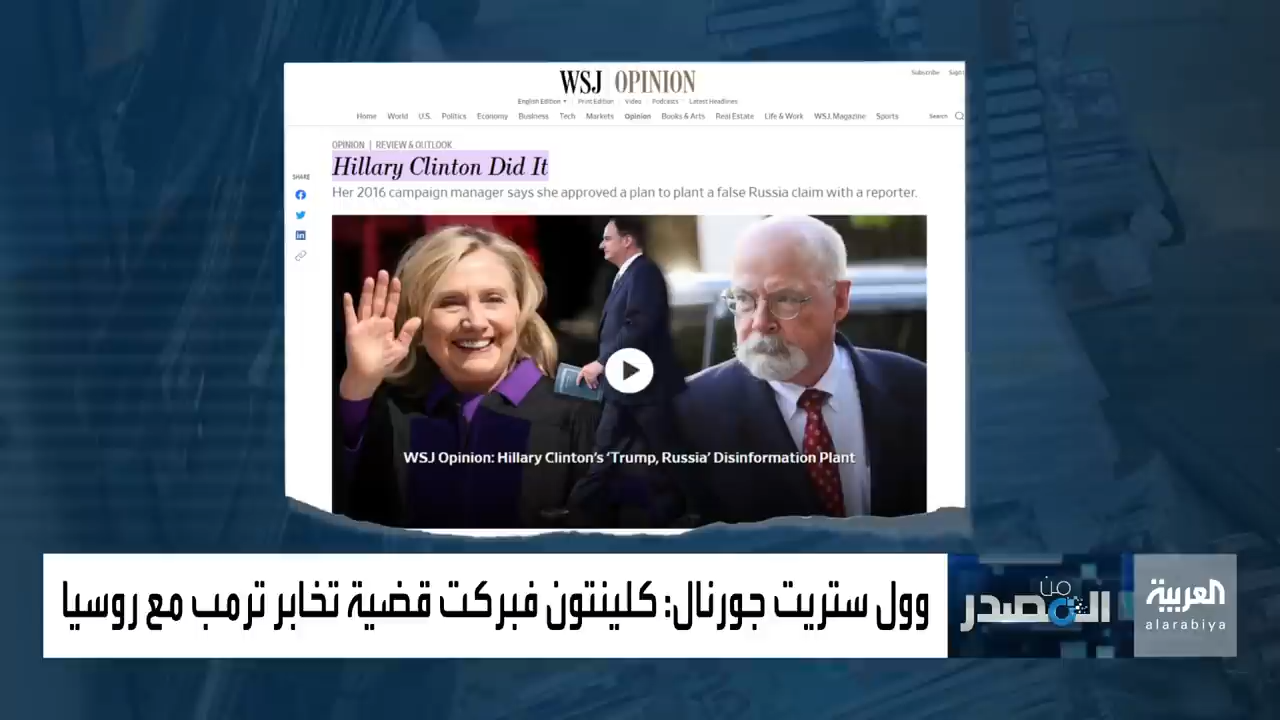 WSJ OPINION
Subscribe
English Edition Print Edition Video Podcasts Latest Headlines
Home World U.S. Politics Economy Business Tech Markets Opinion Books & Arts Real Estate Life & Work WSJ. Magazine Sports Search
OPINION | REVIEW & OUTLOOK
Hillary Clinton Did It
SHARE
Her 2016 campaign manager says she approved a plan to plant a false Russia claim with a reporter.
WSJ Opinion: Hillary Clinton's 'Trump, Russia' Disinformation Plant
وول ستريت جورنال: كلينتون فبركت قضية تخابر ترمب مع روسيا
من
المصدر
العربية
alarabiya